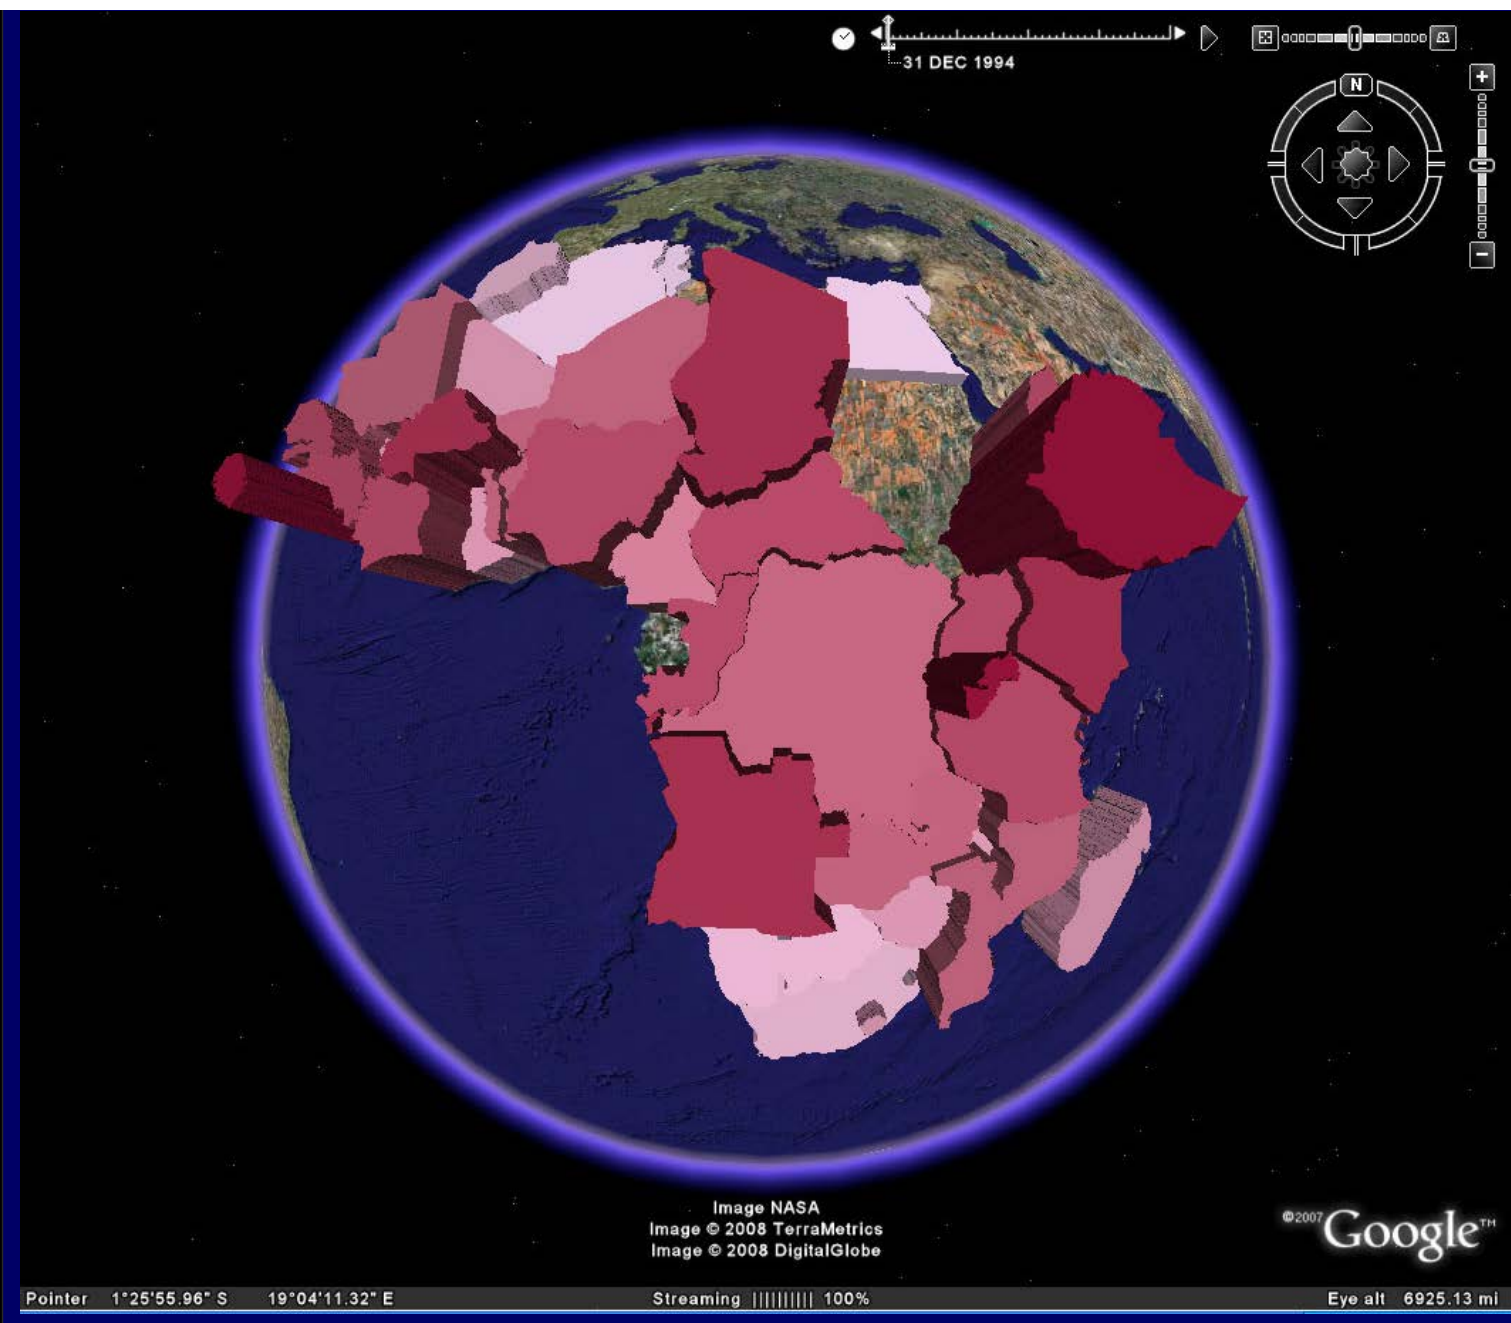 31 DEC 1994
N
+
-
Image NASA
Image © 2008 TerraMetrics
Image © 2008 DigitalGlobe
©2007 Google™
Pointer 1°25'55.96" S 19°04'11.32" E Streaming |||||||||| 100% Eye alt 6925.13 mi